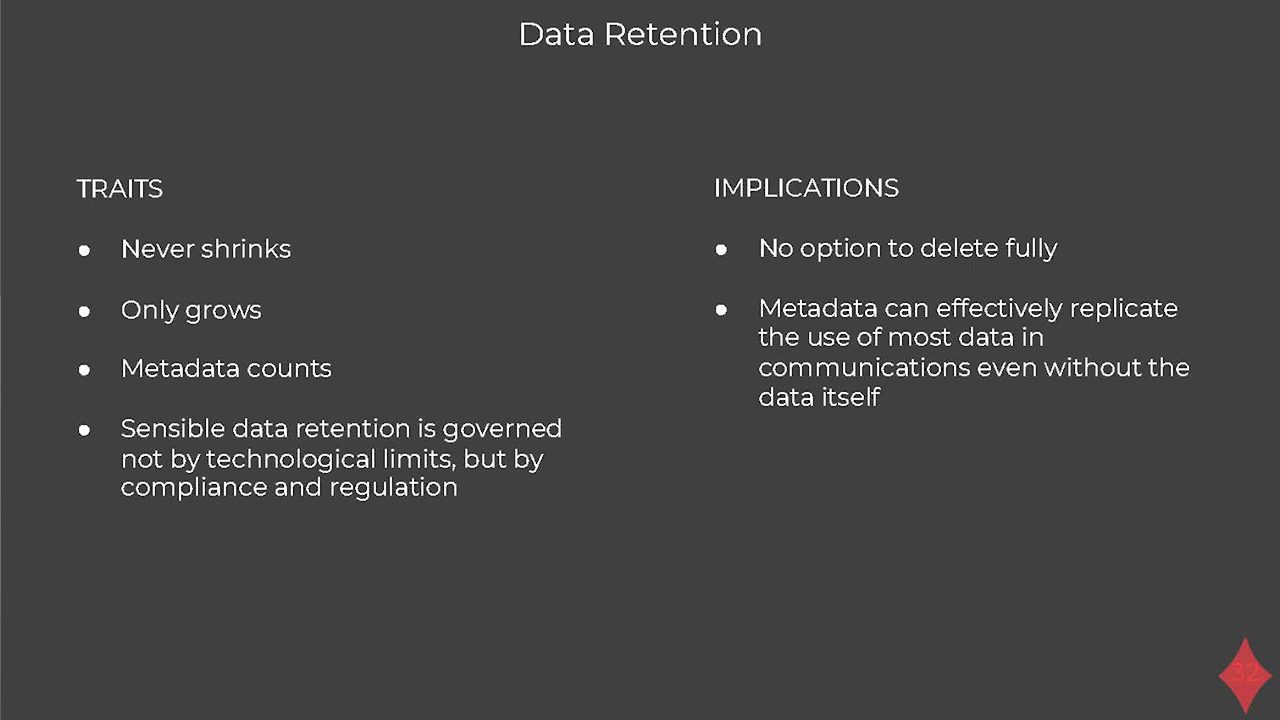 Data Retention
TRAITS
● Never shrinks
● Only grows
● Metadata counts
● Sensible data retention is governed
not by technological limits, but by
compliance and regulation
IMPLICATIONS
● No option to delete fully
● Metadata can effectively replicate
the use of most data in
communications even without the
data itself
32